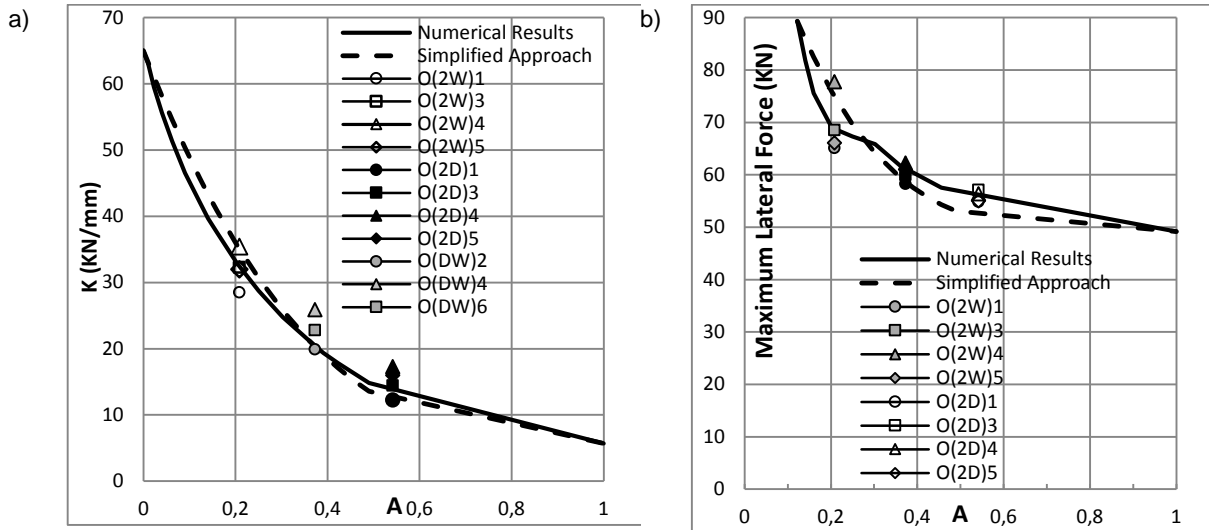 a)
K (KN/mm)
70
60
50
40
30
20
10
0
0
0,2
0,4
0,6
0,8
1
A
Numerical Results
Simplified Approach
O(2W)1
O(2W)3
O(2W)4
O(2W)5
O(2D)1
O(2D)3
O(2D)4
O(2D)5
O(DW)2
O(DW)4
O(DW)6
b)
Maximum Lateral Force (KN)
90
80
70
60
50
40
30
20
10
0
0
0,2
0,4
0,6
0,8
1
A
Numerical Results
Simplified Approach
O(2W)1
O(2W)3
O(2W)4
O(2W)5
O(2D)1
O(2D)3
O(2D)4
O(2D)5